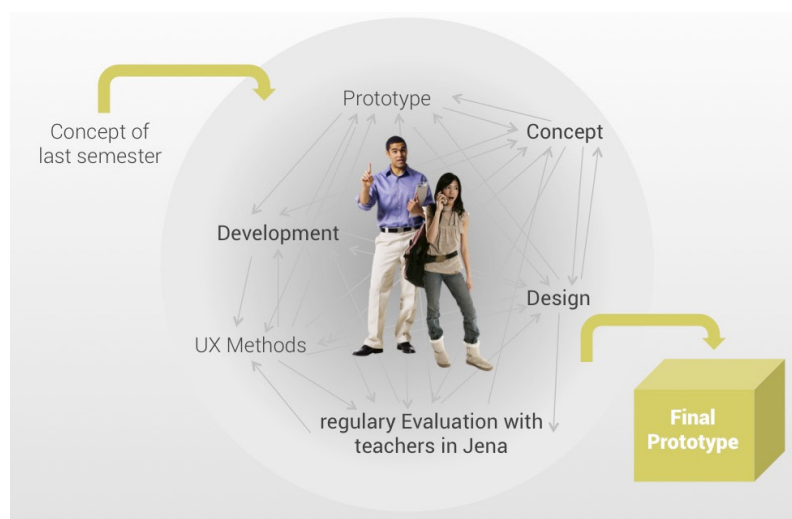 Prototype
Concept of
last semester
Concept
Development
Design
UX Methods
regulary Evaluation with
teachers in Jena
Final
Prototype